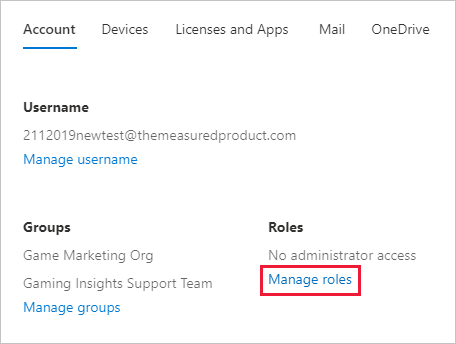 Account Devices Licenses and Apps Mail OneDrive
Username
2112019newtest@themeasuredproduct.com
Manage username
Groups Roles
Game Marketing Org No administrator access
Gaming Insights Support Team Manage roles
Manage groups